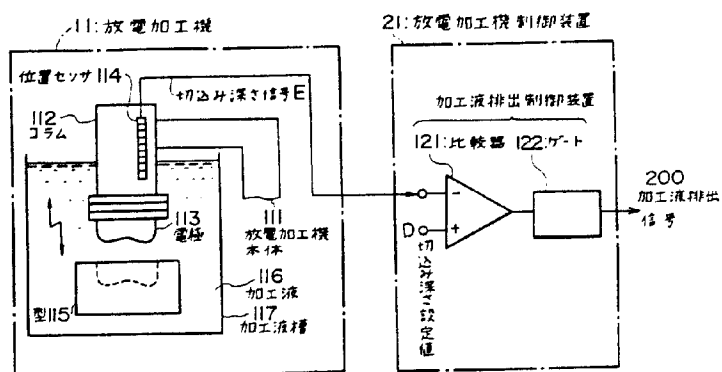 11:放電加工機
位置センサ114
切込み深さ信号E
112
コラム
113
電極
111
放電加工機
本体
116
加工液
型115
117
加工液槽
21:放電加工機制御装置
加工液排出制御装置
121:比較器 122:ゲート
-
+
D
切込み深さ設定値
200
加工液排出
信号